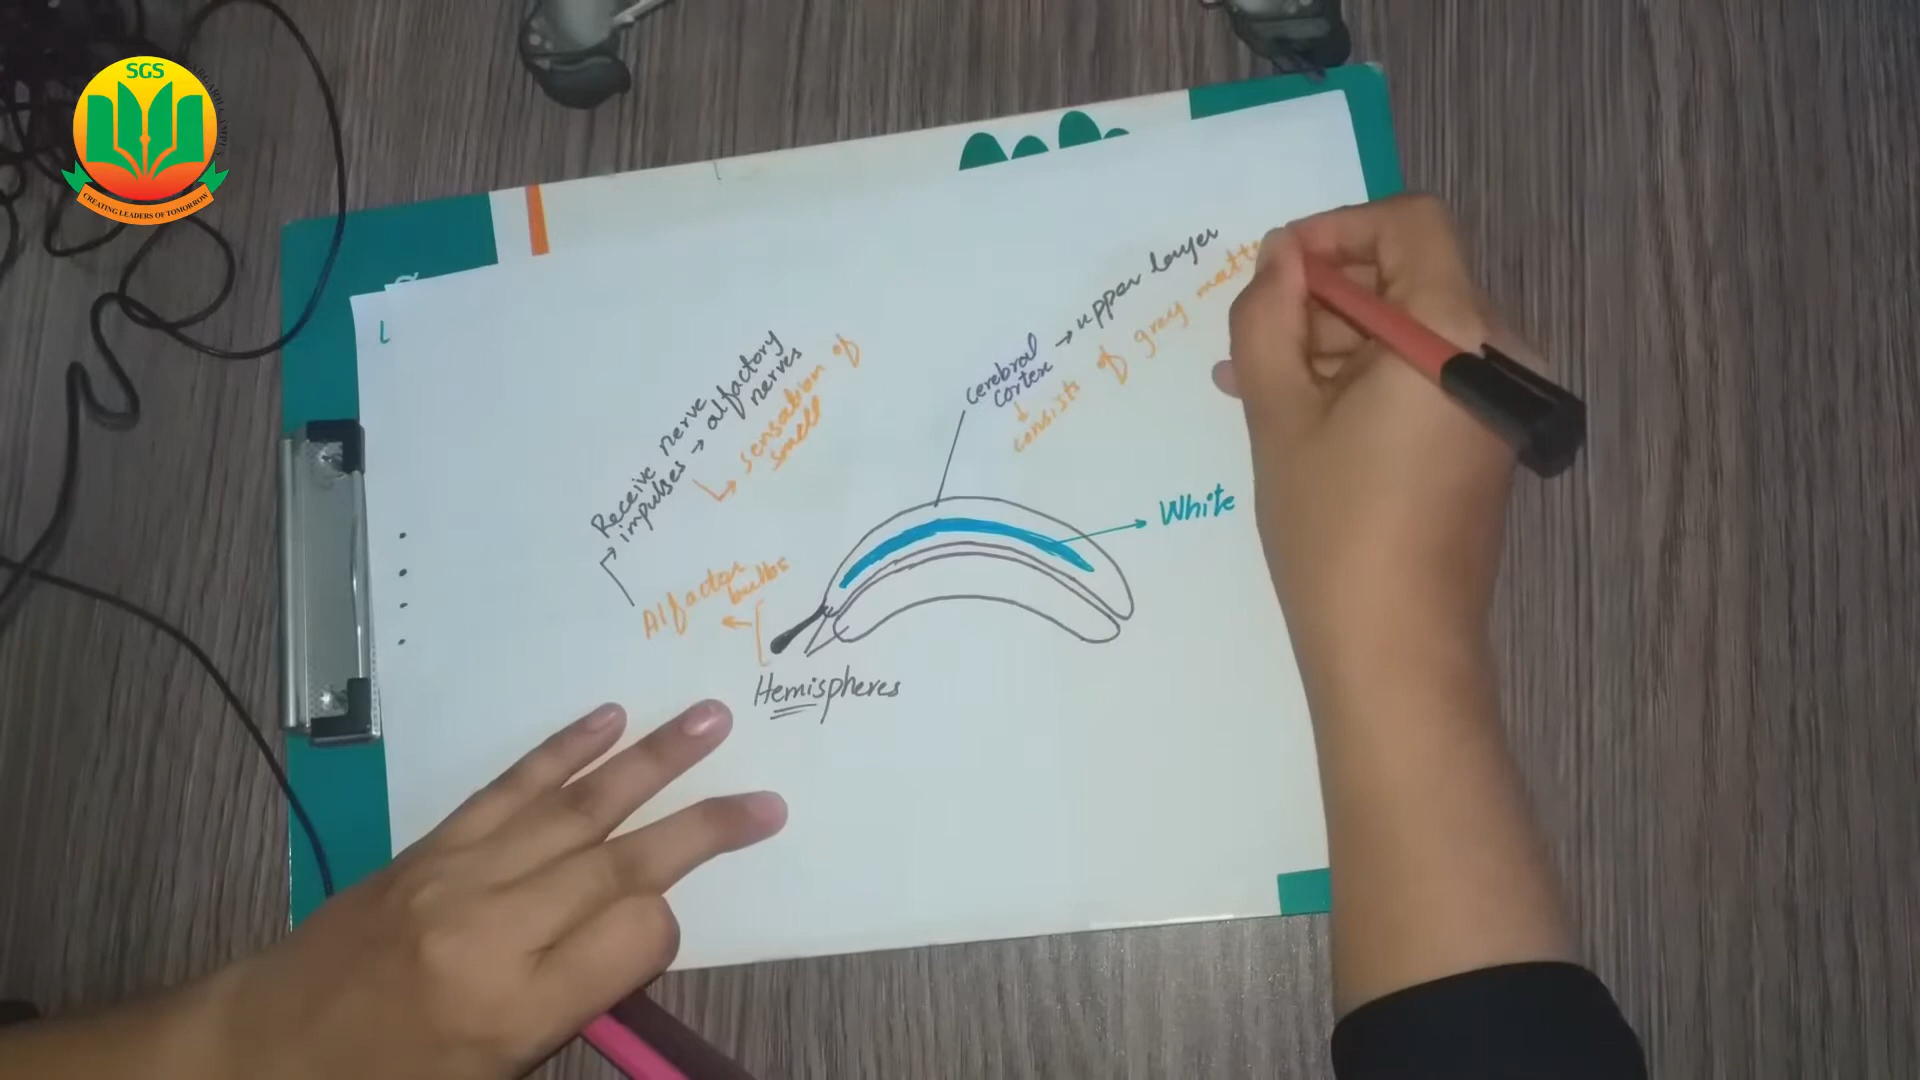 SGS
CREATING LEADERS OF TOMORROW
Receive nerve
impulses → alfactory
nerves
↳ sensation of
smell
Alfactor
bulbs
Hemispheres
cerebral
cortex → upper layer
↓
consists of gray matte
White